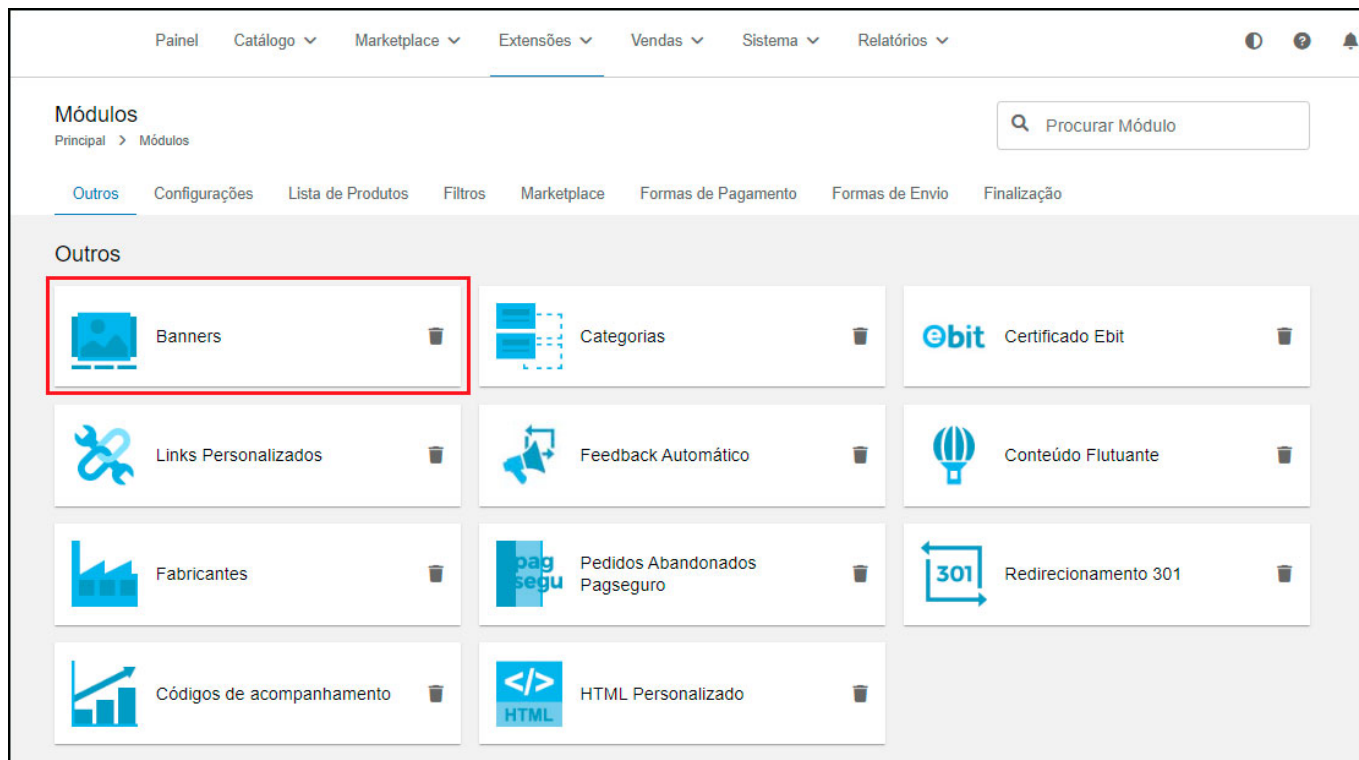 Painel Catálogo Marketplace Extensões Vendas Sistema Relatórios
Módulos
Principal > Módulos
Procurar Módulo
Outros Configurações Lista de Produtos Filtros Marketplace Formas de Pagamento Formas de Envio Finalização
Outros
Banners
Categorias
ebit Certificado Ebit
Links Personalizados
Feedback Automático
Conteúdo Flutuante
Fabricantes
pag
segu
Pedidos Abandonados
Pagseguro
301 Redirecionamento 301
Códigos de acompanhamento
</>
HTML
HTML Personalizado